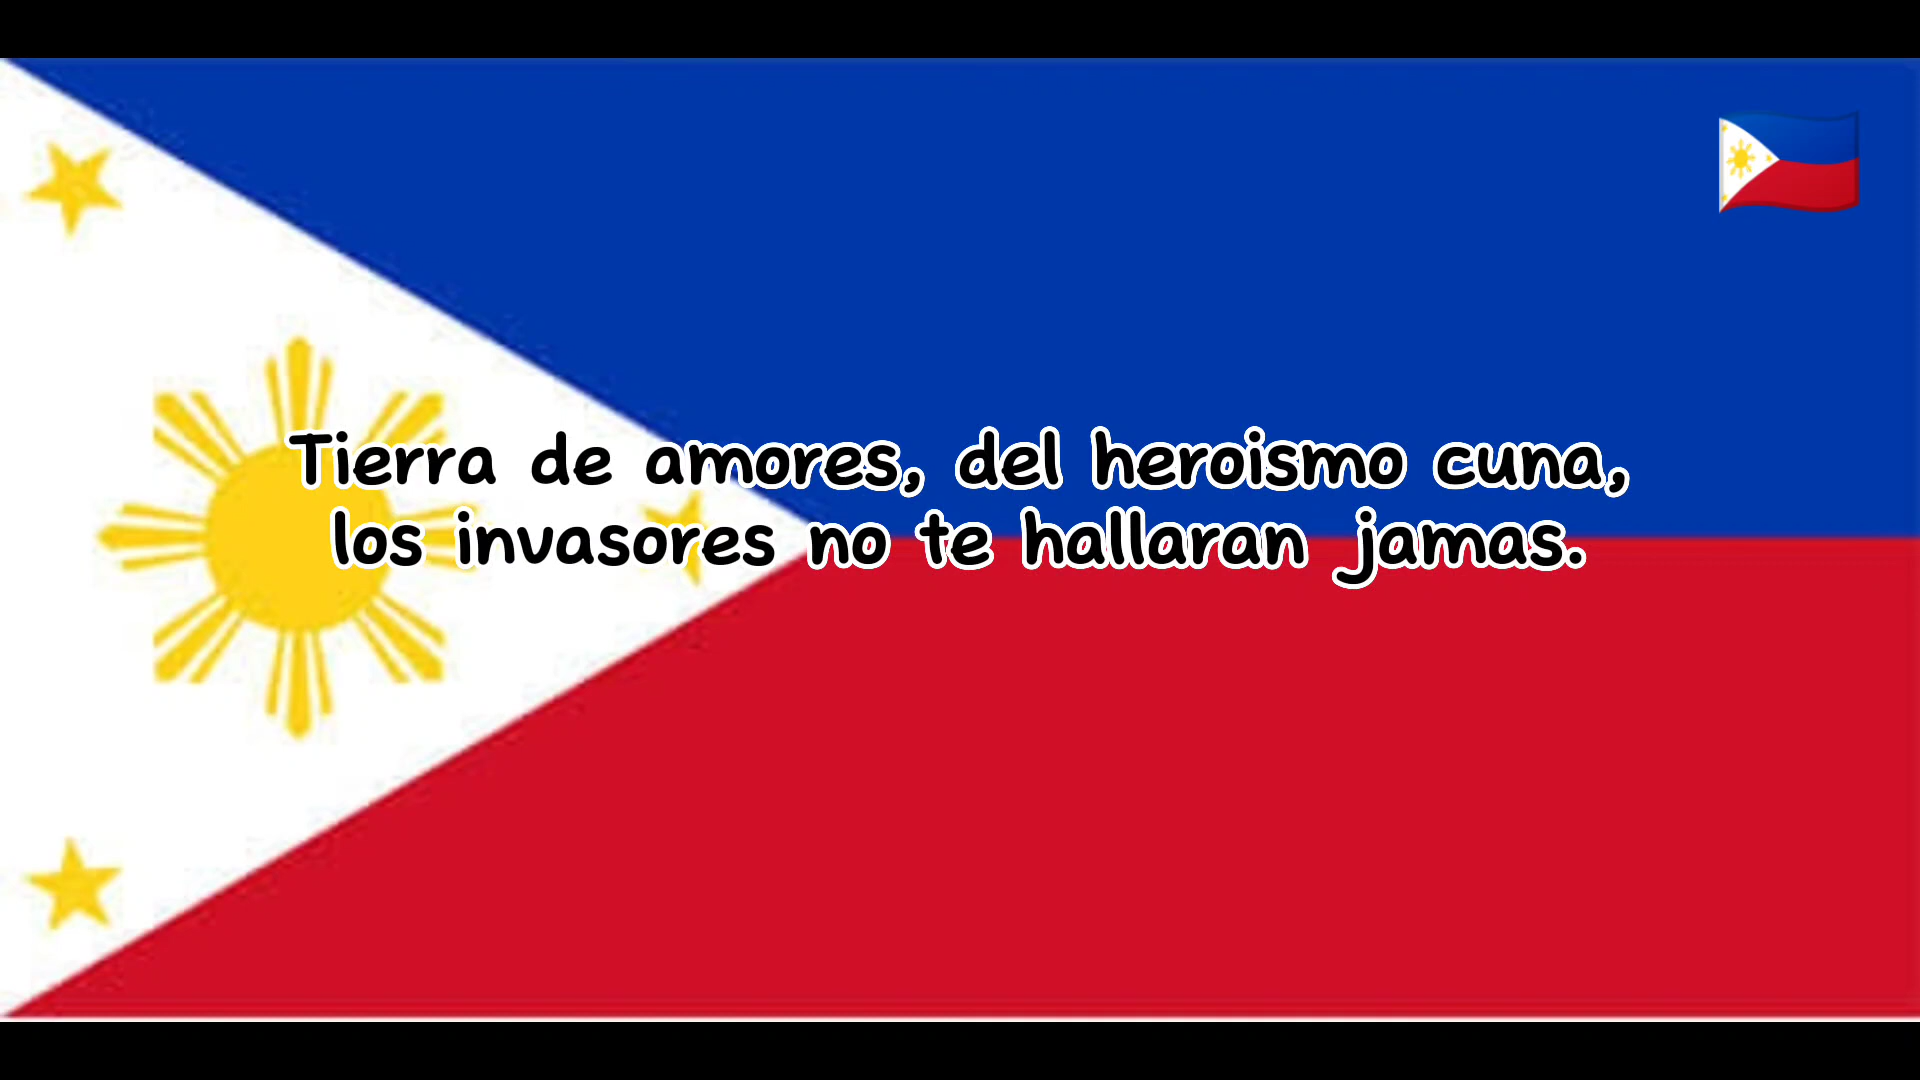 Tierra de amores, del heroismo cuna,
los invasores no te hallaran jamas.